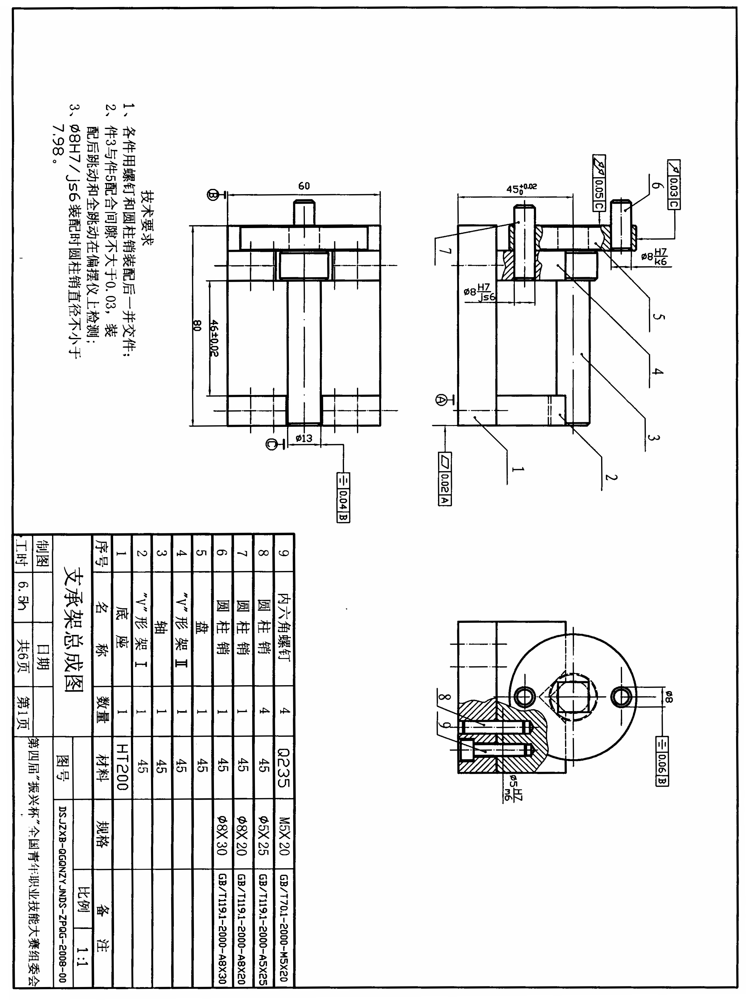 0.03 C
0.05 C
6
5
4
3
2
1
7
45 +0.02 0
ø8 H7/k6
ø8 H7/js6
A
0.02 A
ø8
0.06 B
8
9
ø5 H7/m6
60
B
46±0.02
80
ø13
C
0.04 B
技术要求
1、各件用螺钉和圆柱销装配后一并交件;
2、件3与件5配合间隙不大于0.03, 装
配后跳动和全跳动在偏摆仪上检测;
3、ø8H7/js6装配时圆柱销直径不小于
7.98。
9 内六角螺钉 4 Q235 M5X20 GB/T70.1-2000-M5X20
8 圆柱销 4 45 ø5X25 GB/T119.1-2000-A5X25
7 圆柱销 1 45 ø8X20 GB/T119.1-2000-A8X20
6 圆柱销 1 45 ø8X30 GB/T119.1-2000-A8X30
5 盘 1 45
4 "V"形架 II 1 45
3 轴 1 45
2 "V"形架 I 1 45
1 底座 1 HT200
序号 名称 数量 材料 规格 备注
支承架总成图 比例 1:1
图号 DSJZXB-QGQNZYJNDS-ZPQG-2008-00
制图 日期
工时 6.5h 共6页 第1页
第四届"振兴杯"全国青年职业技能大赛组委会